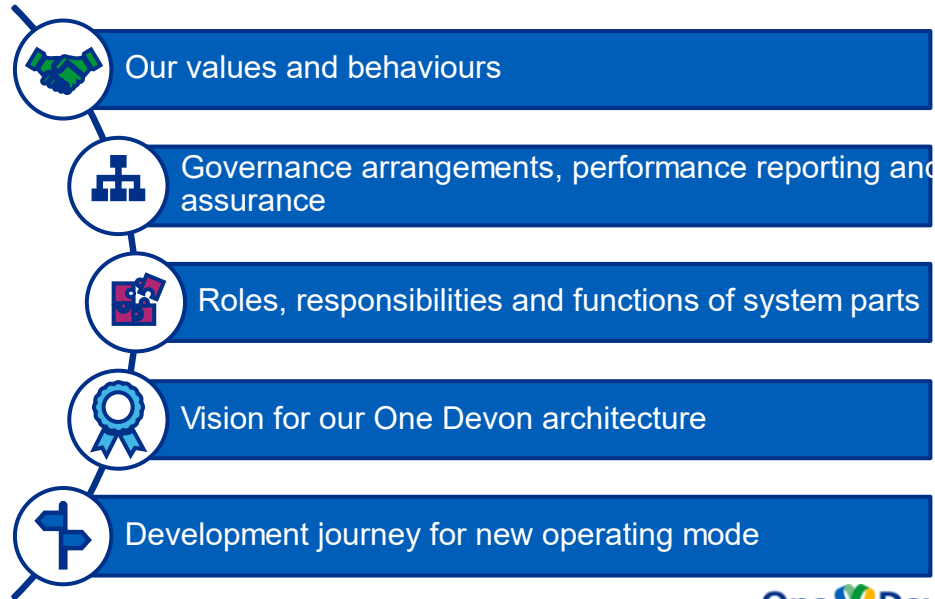 Our values and behaviours
Governance arrangements, performance reporting and
assurance
Roles, responsibilities and functions of system parts
Vision for our One Devon architecture
Development journey for new operating mode